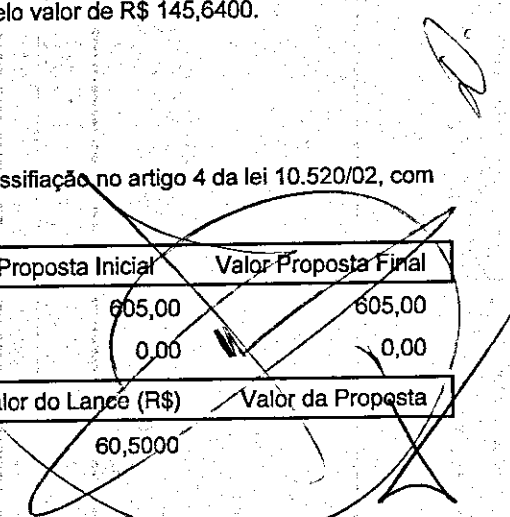 elo valor de R$ 145,6400.
ssifiação no artigo 4 da lei 10.520/02, com
Proposta Inicial Valor Proposta Final
605,00 605,00
0,00 0,00
alor do Lance (R$) Valor da Proposta
60,5000